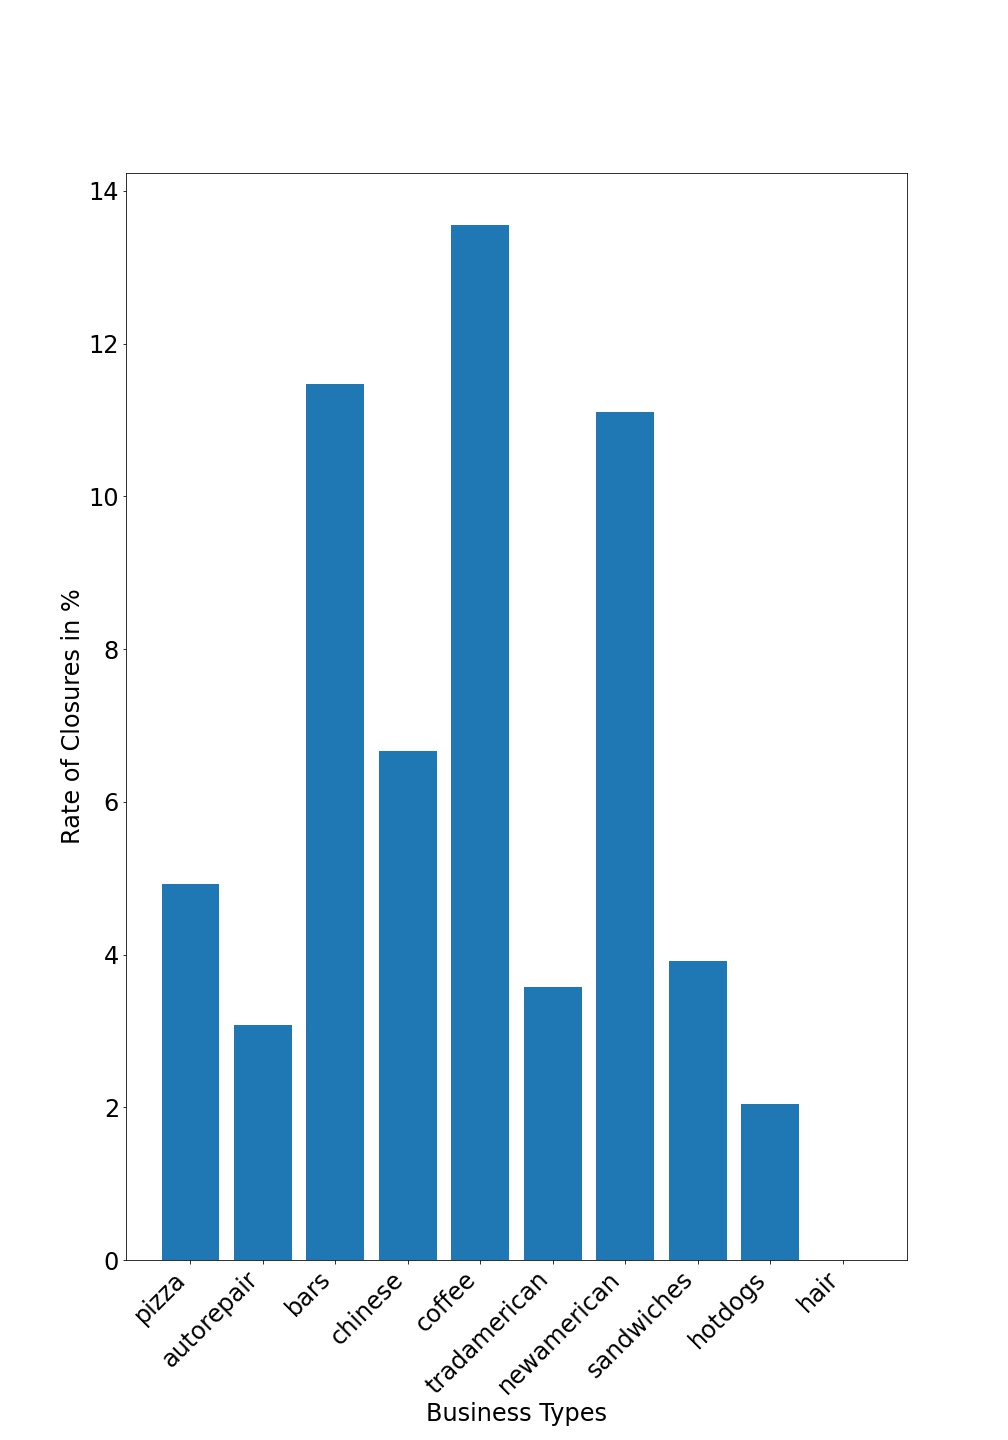 14
12
10
8
6
4
2
0
Rate of Closures in %
pizza
autorepair
bars
chinese
coffee
tradamerican
newamerican
sandwiches
hotdogs
hair
Business Types